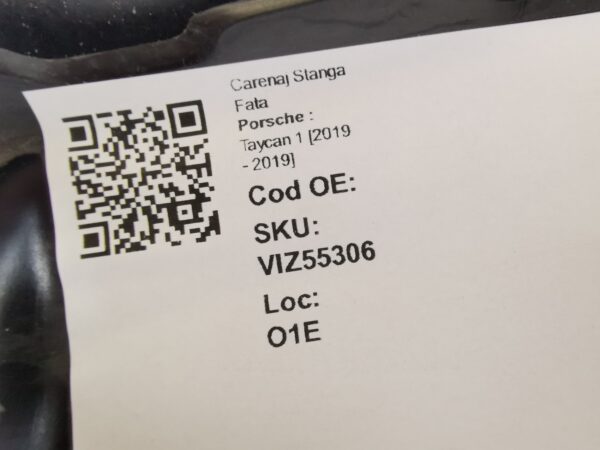 Carenaj Stanga
Fata
Porsche :
Taycan 1 [2019
- 2019]
Cod OE:
SKU:
VIZ55306
Loc:
O1E